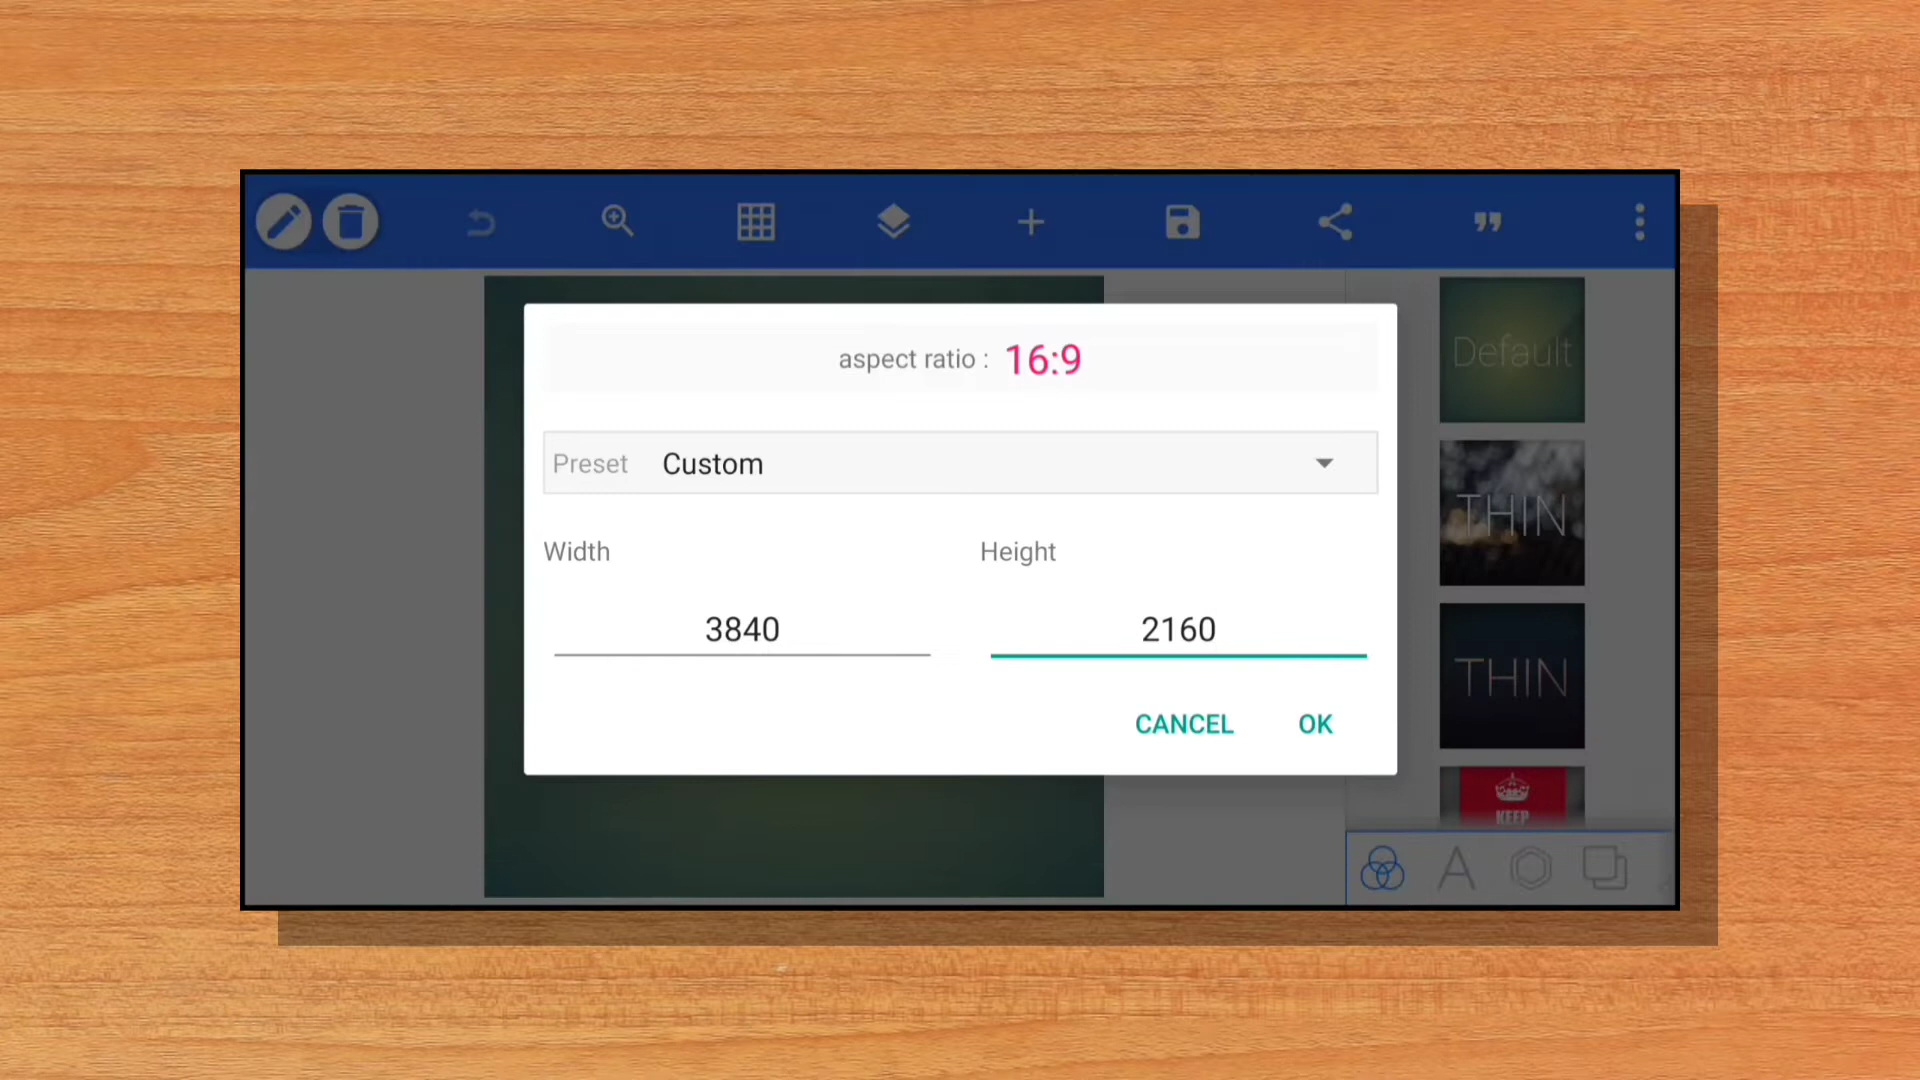 aspect ratio : 16:9
Preset Custom
Width Height
3840 2160
CANCEL OK
Default
THIN
THIN
KEEP